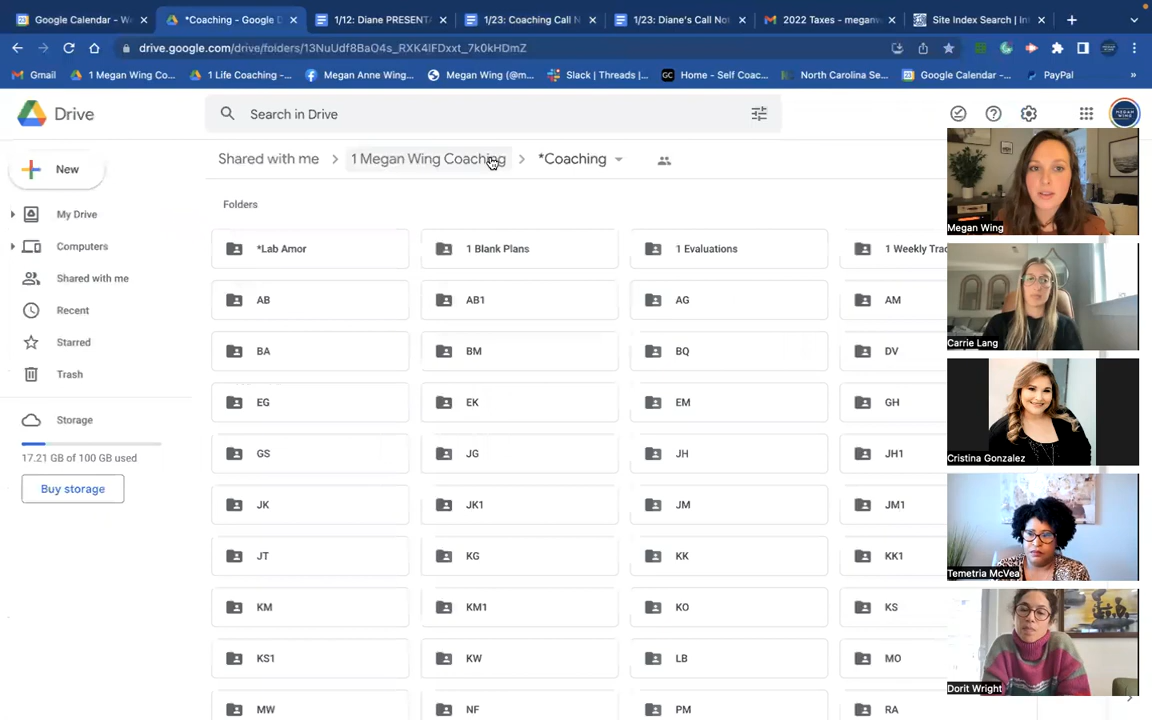 Google Calendar - We
*Coaching - Google D
1/12: Diane PRESENTA
1/23: Coaching Call N
1/23: Diane's Call Not
2022 Taxes - meganw
Site Index Search | Inf
drive.google.com/drive/folders/13NuUdf8BaO4s_RXK4lFDxxt_7k0kHDmZ
Gmail
1 Megan Wing Co...
1 Life Coaching -...
Megan Anne Wing...
Megan Wing (@m...
Slack | Threads |...
Home - Self Coac...
North Carolina Se...
Google Calendar -...
PayPal
»
Drive
Search in Drive
New
My Drive
Computers
Shared with me
Recent
Starred
Trash
Storage
17.21 GB of 100 GB used
Buy storage
Shared with me > 1 Megan Wing Coaching > *Coaching
Folders
*Lab Amor
1 Blank Plans
1 Evaluations
1 Weekly Trac
AB
AB1
AG
AM
BA
BM
BQ
DV
EG
EK
EM
GH
GS
JG
JH
JH1
JK
JK1
JM
JM1
JT
KG
KK
KK1
KM
KM1
KO
KS
KS1
KW
LB
MO
MW
NF
PM
RA
Megan Wing
Carrie Lang
Cristina Gonzalez
Temetria McVea
Dorit Wright